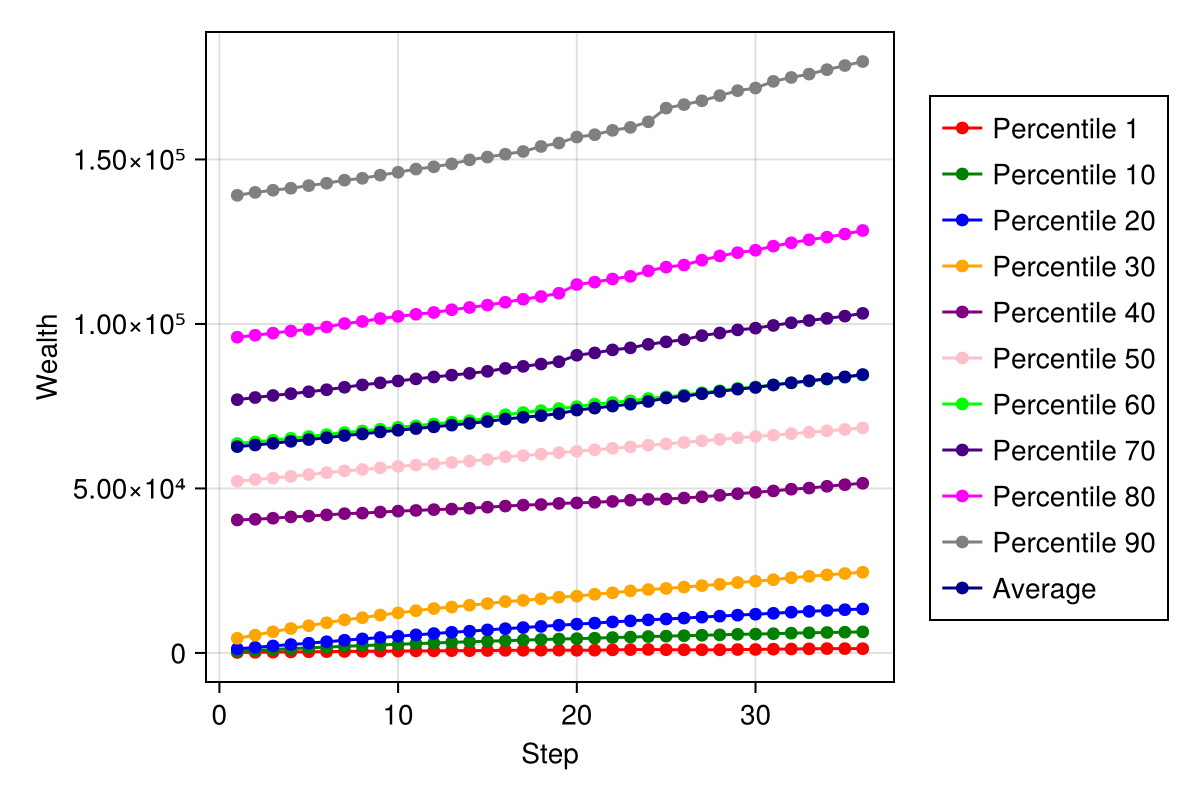 1.50×10⁵
1.00×10⁵
5.00×10⁴
0
Wealth
0 10 20 30
Step
Percentile 1
Percentile 10
Percentile 20
Percentile 30
Percentile 40
Percentile 50
Percentile 60
Percentile 70
Percentile 80
Percentile 90
Average